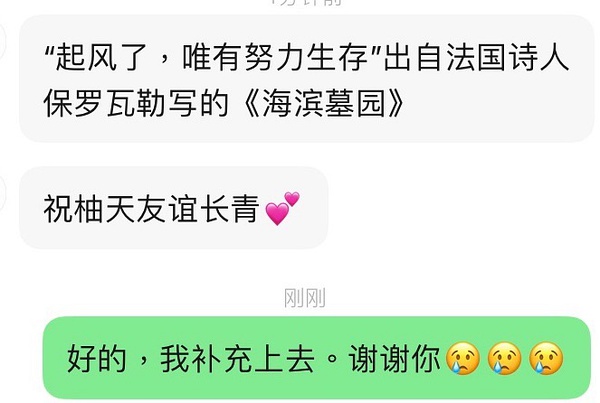 “起风了，唯有努力生存”出自法国诗人
保罗瓦勒写的《海滨墓园》
祝柚天友谊长青💕
刚刚
好的，我补充上去。谢谢你😢😢😢